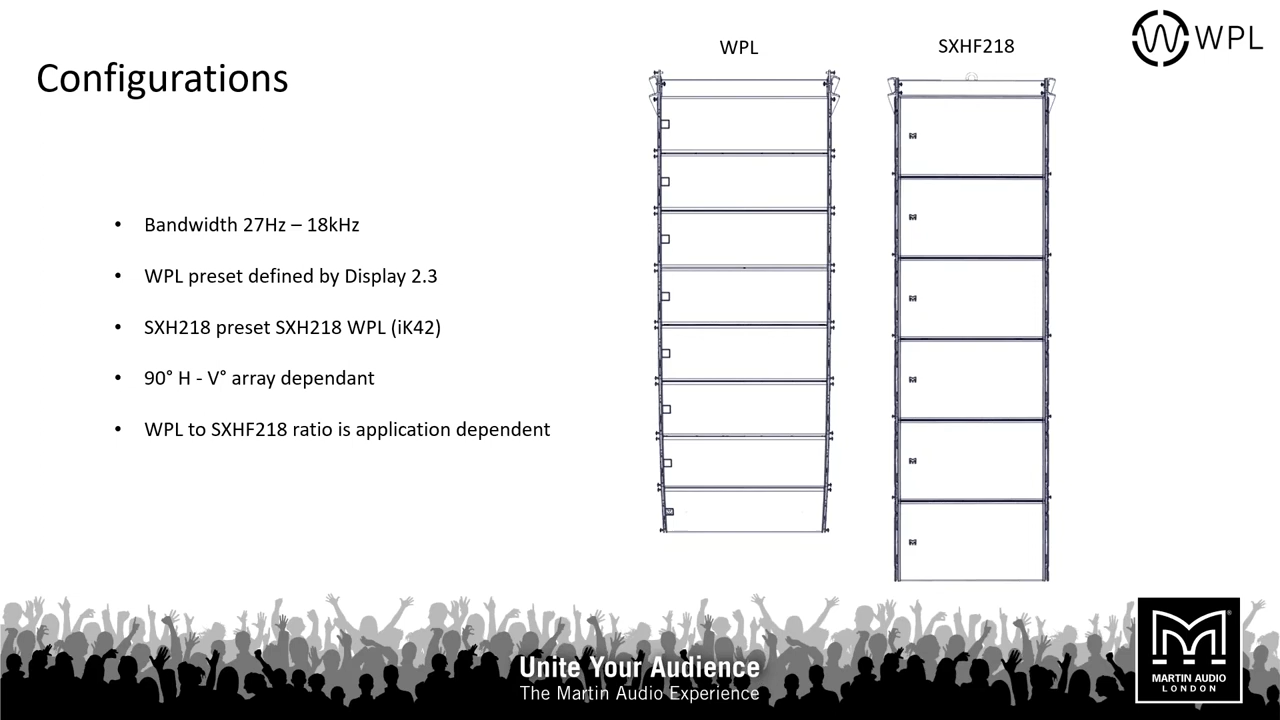 WPL
SXHF218
WPL
Configurations
• Bandwidth 27Hz – 18kHz
• WPL preset defined by Display 2.3
• SXH218 preset SXH218 WPL (iK42)
• 90° H - V° array dependant
• WPL to SXHF218 ratio is application dependent
Unite Your Audience
The Martin Audio Experience
MARTIN AUDIO
LONDON